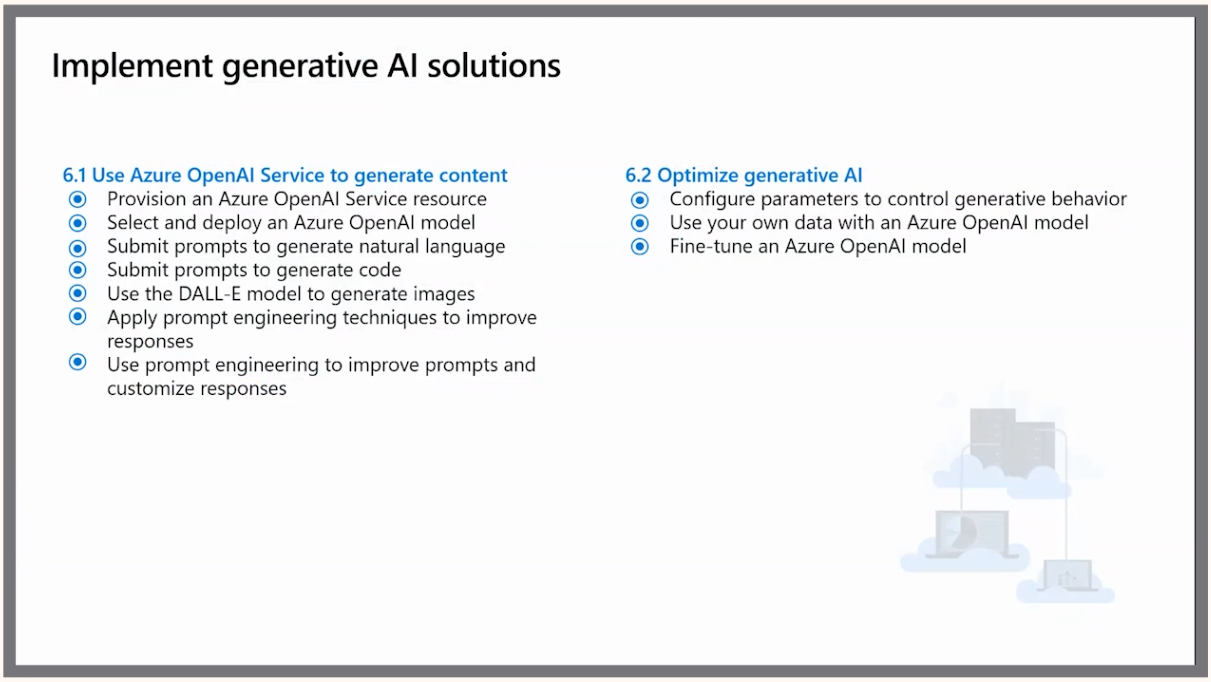 Implement generative AI solutions
6.1 Use Azure OpenAI Service to generate content
Provision an Azure OpenAI Service resource
Select and deploy an Azure OpenAI model
Submit prompts to generate natural language
Submit prompts to generate code
Use the DALL-E model to generate images
Apply prompt engineering techniques to improve
responses
Use prompt engineering to improve prompts and
customize responses
6.2 Optimize generative AI
Configure parameters to control generative behavior
Use your own data with an Azure OpenAI model
Fine-tune an Azure OpenAI model